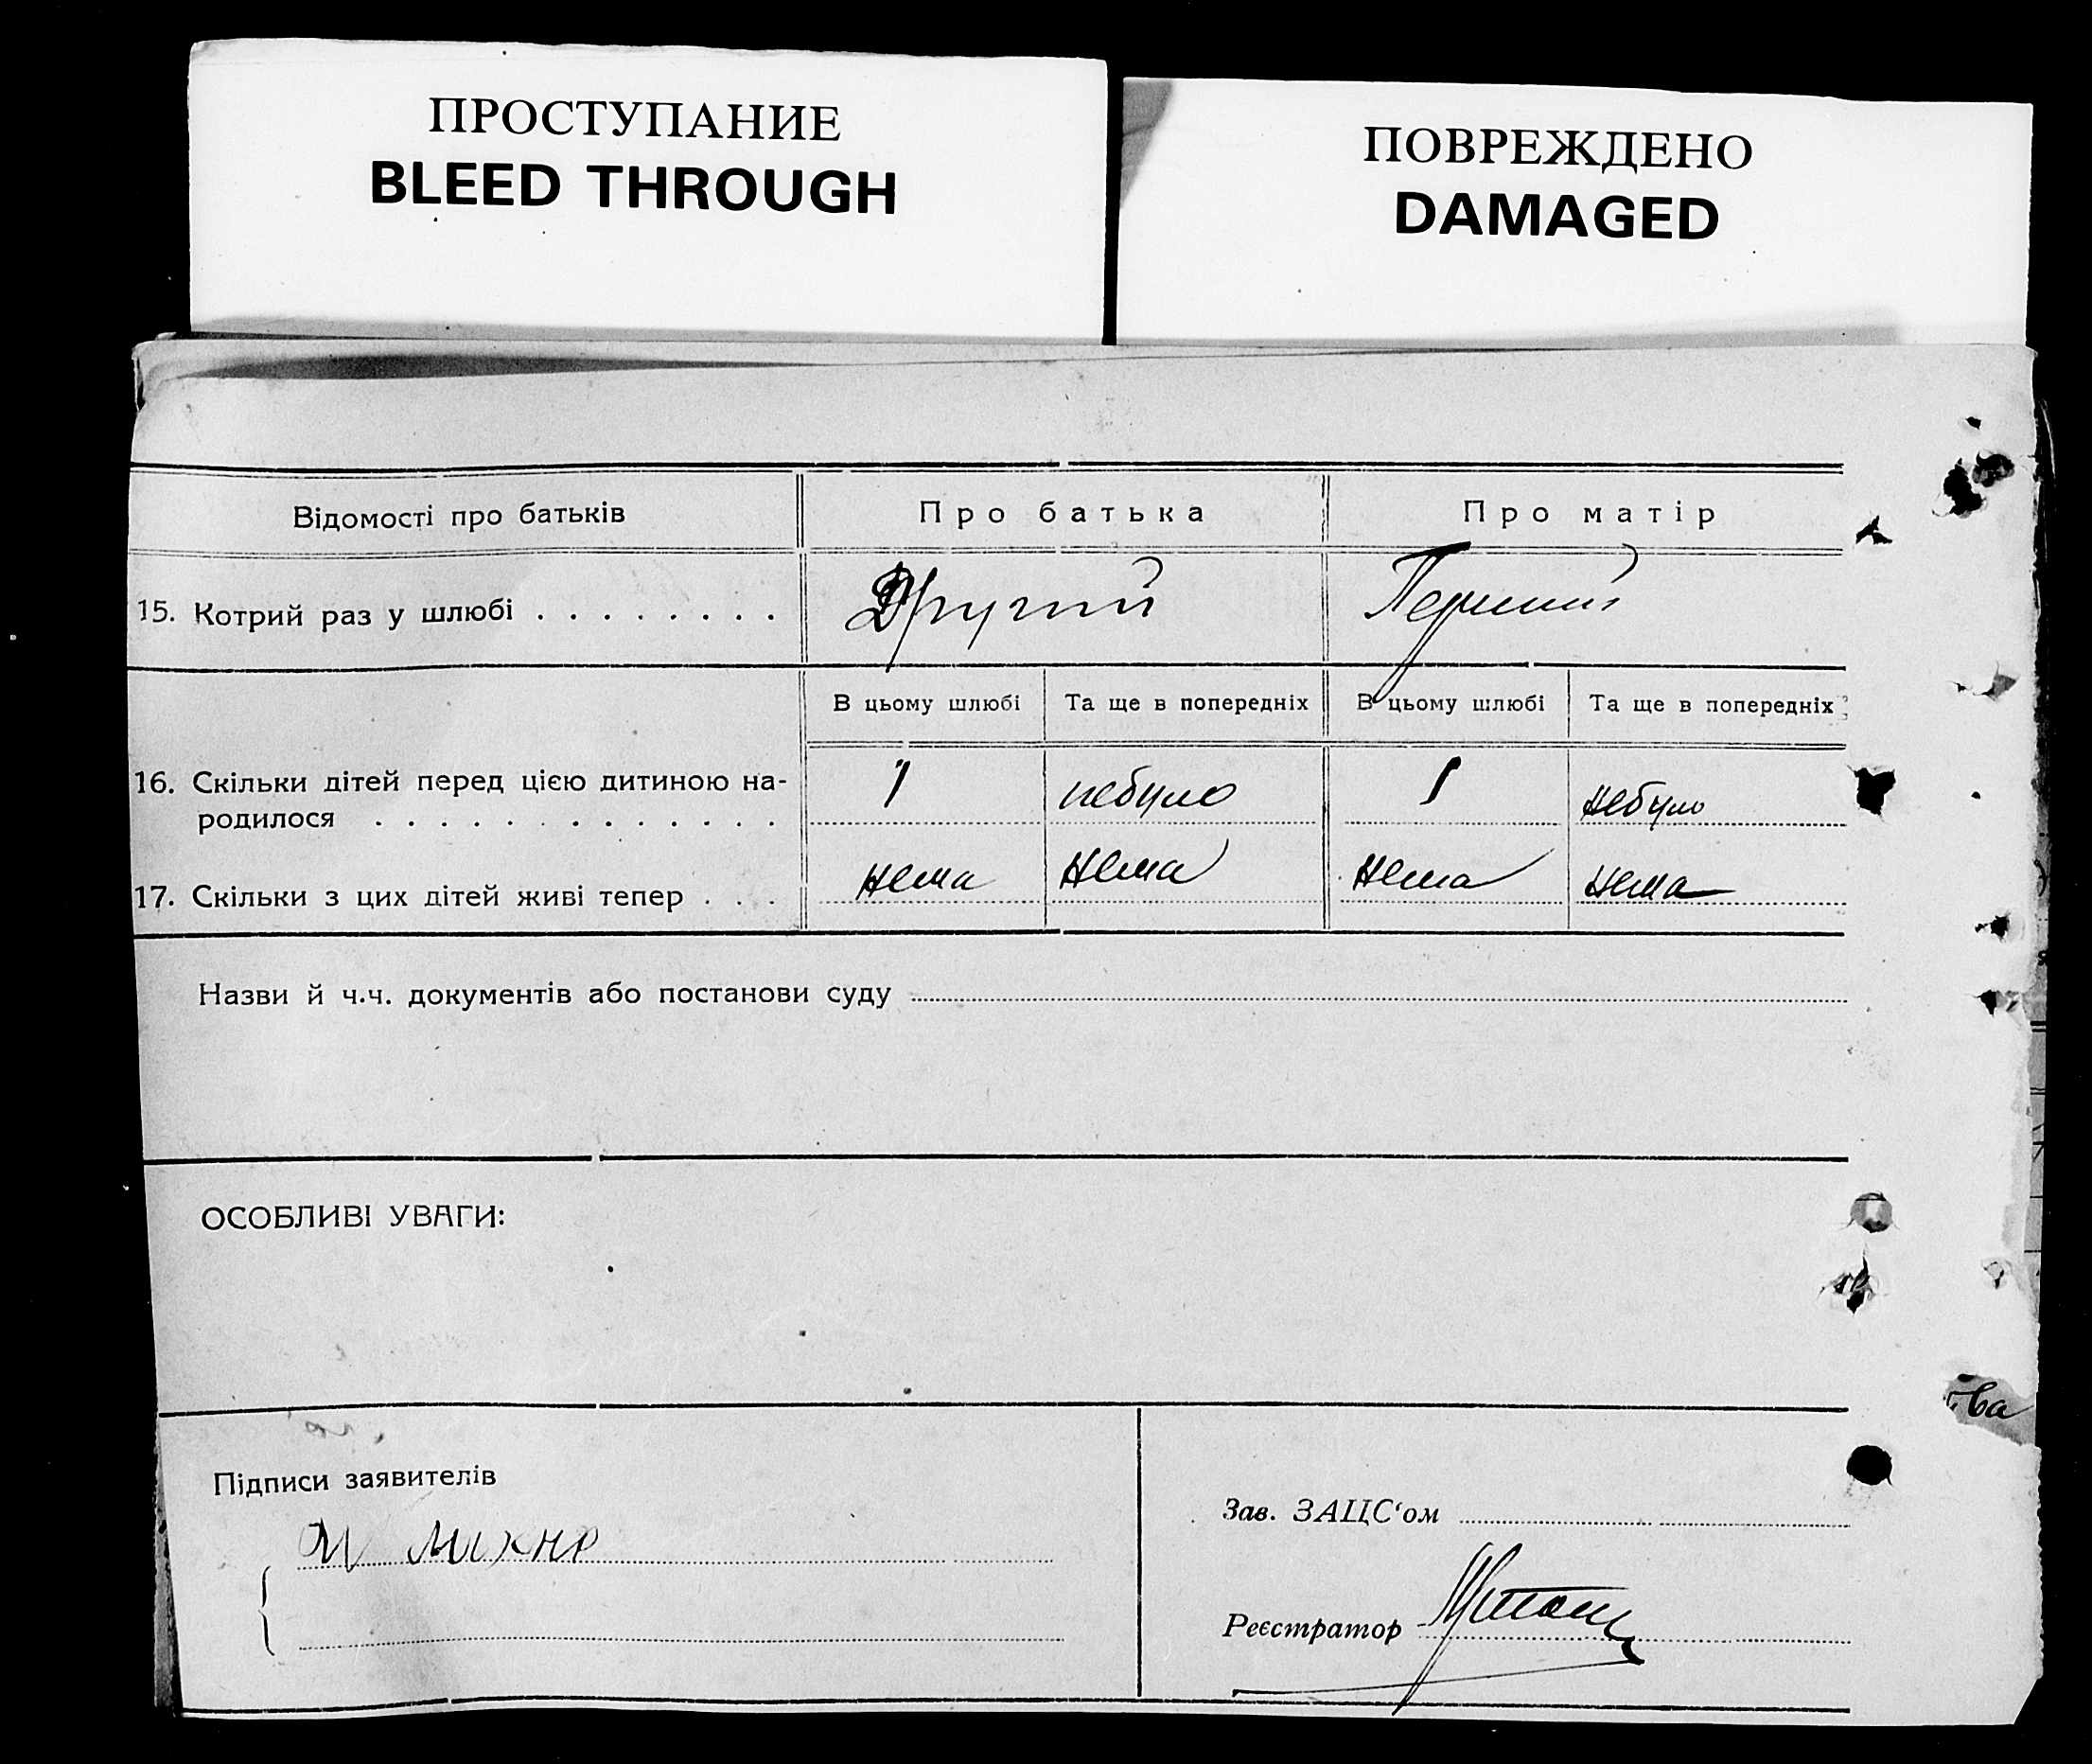 ПРОСТУПАНИЕ
BLEED THROUGH
ПОВРЕЖДЕНО
DAMAGED
Відомості про батьків Про батька Про матір
15. Котрий раз у шлюбі . . . . . . . . Другий Перший
В цьому шлюбі Та ще в попередніх В цьому шлюбі Та ще в попередніх
16. Скільки дітей перед цією дитиною на-
родилося . . . . . . . . . . . . . 1 небуло 1 небуло
17. Скільки з цих дітей живі тепер . . . нема нема нема нема
Назви й ч.ч. документів або постанови суду
ОСОБЛИВІ УВАГИ:
Підписи заявителів
Зав. ЗАЦС‘ом
Реєстратор